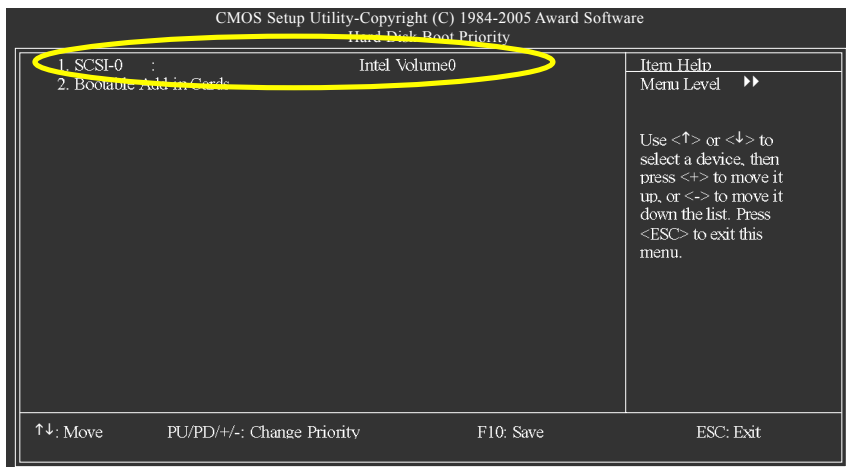 CMOS Setup Utility-Copyright (C) 1984-2005 Award Software
Hard Disk Boot Priority
1. SCSI-0 : Intel Volume0
2. Bootable Add-in Cards
Item Help
Menu Level ▸▸
Use <↑> or <↓> to
select a device, then
press <+> to move it
up, or <-> to move it
down the list. Press
<ESC> to exit this
menu.
↑↓: Move PU/PD/+/-: Change Priority F10: Save ESC: Exit